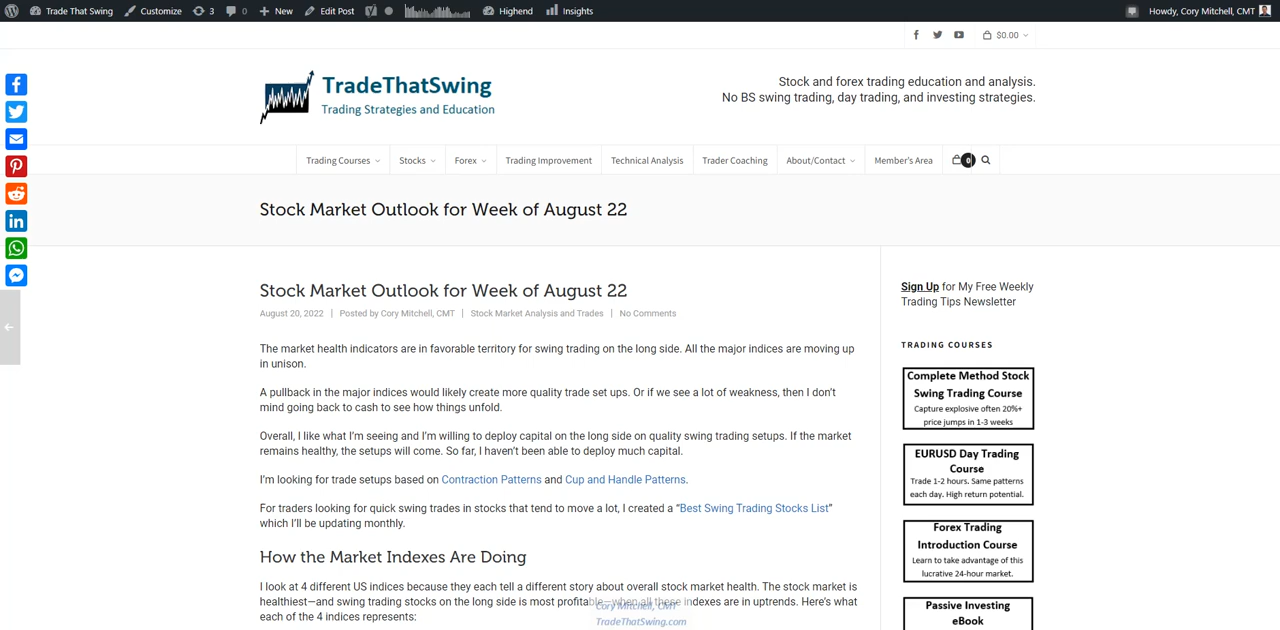 Trade That Swing Customize 3 0 New Edit Post Highend Insights Howdy, Cory Mitchell, CMT
$0.00
TradeThatSwing
Trading Strategies and Education
Stock and forex trading education and analysis.
No BS swing trading, day trading, and investing strategies.
Trading Courses Stocks Forex Trading Improvement Technical Analysis Trader Coaching About/Contact Member's Area 0
Stock Market Outlook for Week of August 22
Stock Market Outlook for Week of August 22
August 20, 2022 | Posted by Cory Mitchell, CMT | Stock Market Analysis and Trades | No Comments
The market health indicators are in favorable territory for swing trading on the long side. All the major indices are moving up
in unison.
A pullback in the major indices would likely create more quality trade set ups. Or if we see a lot of weakness, then I don't
mind going back to cash to see how things unfold.
Overall, I like what I'm seeing and I'm willing to deploy capital on the long side on quality swing trading setups. If the market
remains healthy, the setups will come. So far, I haven't been able to deploy much capital.
I'm looking for trade setups based on Contraction Patterns and Cup and Handle Patterns.
For traders looking for quick swing trades in stocks that tend to move a lot, I created a “Best Swing Trading Stocks List”
which I'll be updating monthly.
How the Market Indexes Are Doing
I look at 4 different US indices because they each tell a different story about overall stock market health. The stock market is
healthiest—and swing trading stocks on the long side is most profitable—when all these indexes are in uptrends. Here's what
each of the 4 indices represents:
Cory Mitchell, CMT
TradeThatSwing.com
Sign Up for My Free Weekly
Trading Tips Newsletter
TRADING COURSES
Complete Method Stock
Swing Trading Course
Capture explosive often 20%+
price jumps in 1-3 weeks
EURUSD Day Trading
Course
Trade 1-2 hours. Same patterns
each day. High return potential.
Forex Trading
Introduction Course
Learn to take advantage of this
lucrative 24-hour market.
Passive Investing
eBook